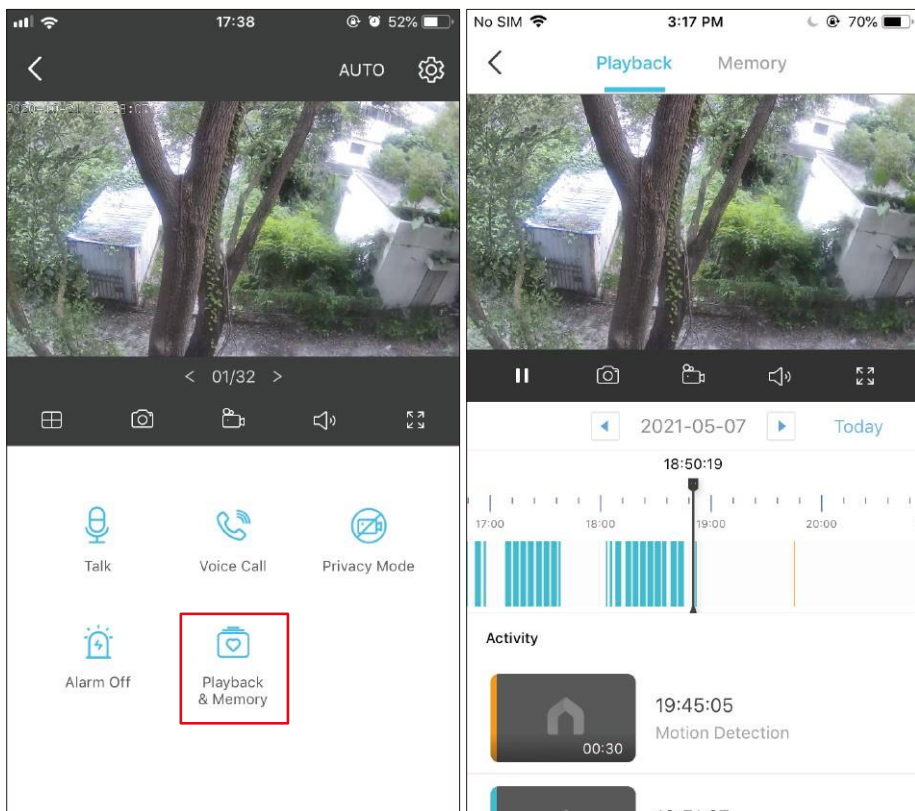 17:38
52%
AUTO
01/32
Talk
Voice Call
Privacy Mode
Alarm Off
Playback
& Memory
No SIM
3:17 PM
70%
Playback
Memory
2021-05-07
Today
18:50:19
17:00
18:00
19:00
20:00
Activity
19:45:05
Motion Detection
00:30